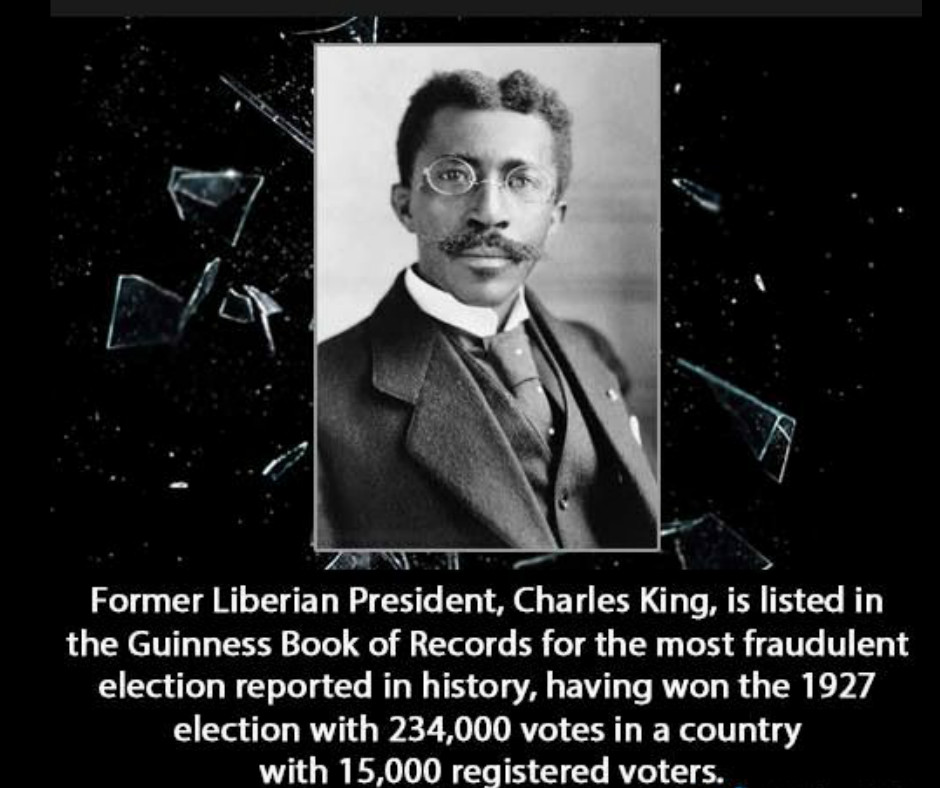 Former Liberian President, Charles King, is listed in
the Guinness Book of Records for the most fraudulent
election reported in history, having won the 1927
election with 234,000 votes in a country
with 15,000 registered voters.